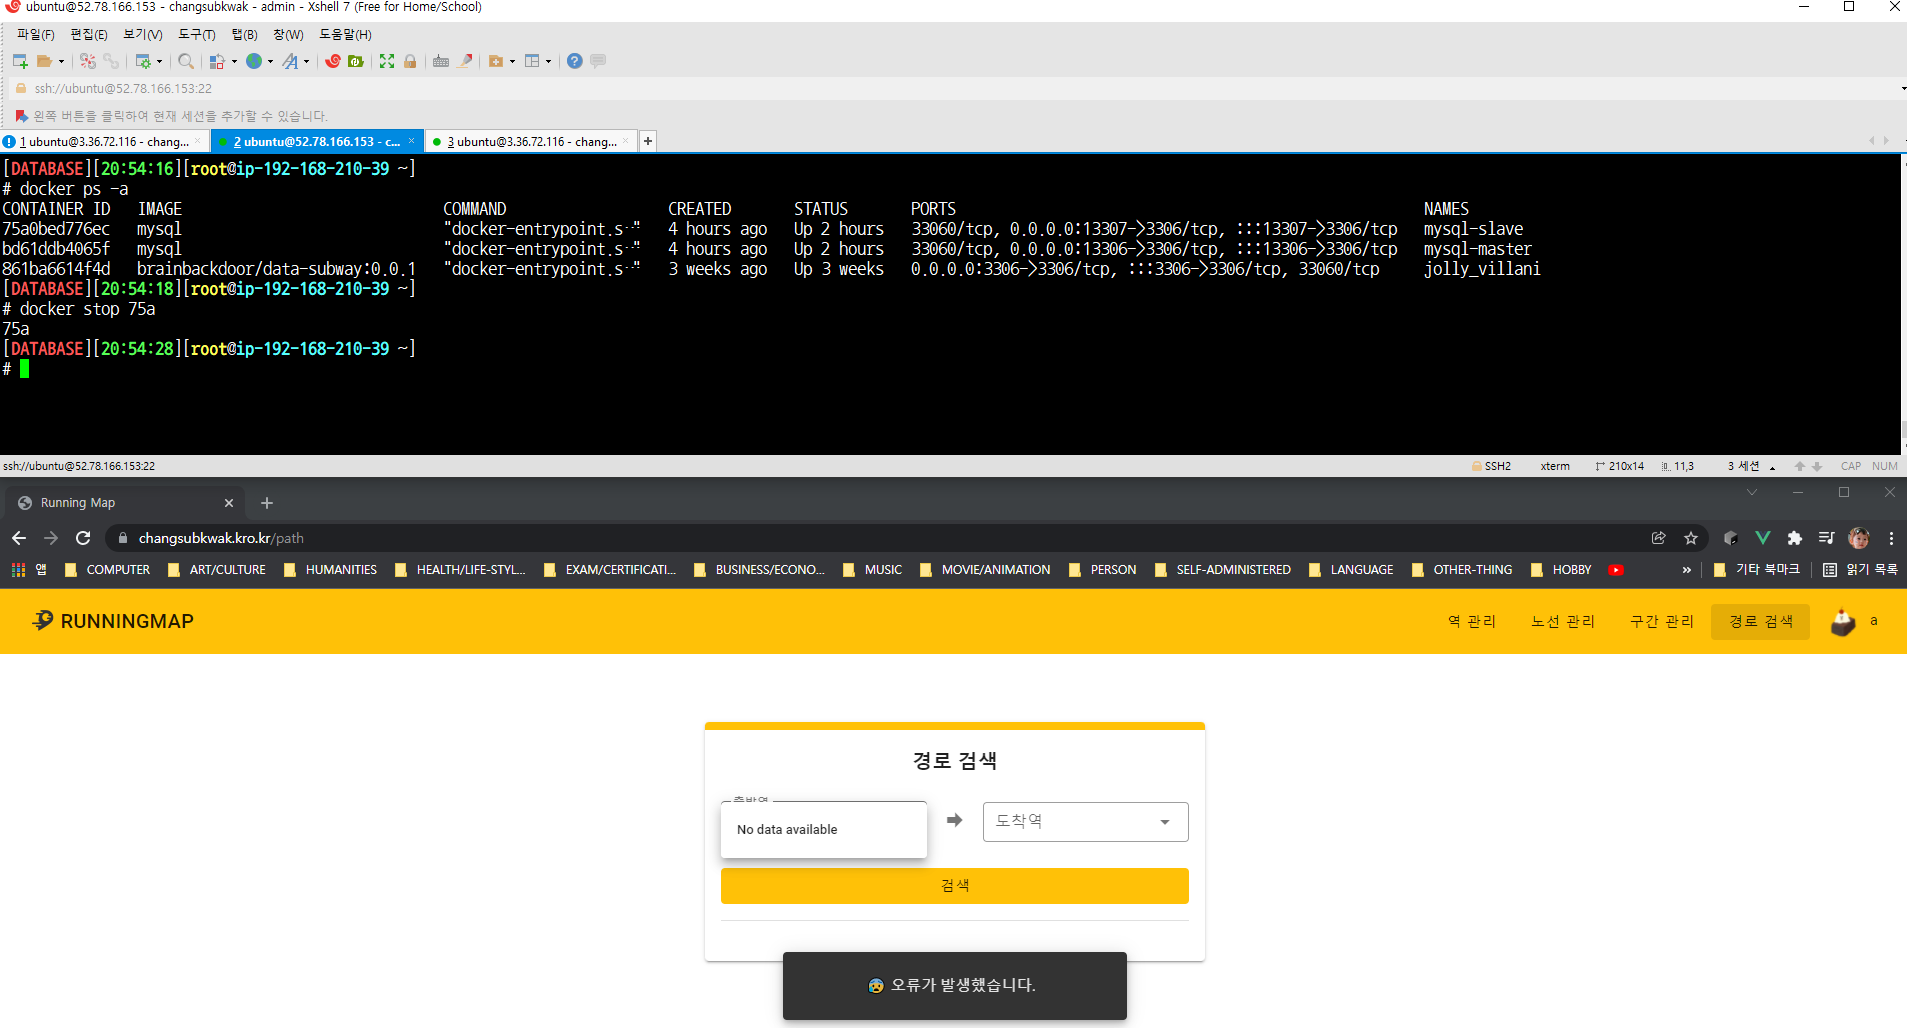 ubuntu@52.78.166.153 - changsubkwak - admin - Xshell 7 (Free for Home/School)
파일(F) 편집(E) 보기(V) 도구(T) 탭(B) 창(W) 도움말(H)
ssh://ubuntu@52.78.166.153:22
왼쪽 버튼을 클릭하여 현재 세션을 추가할 수 있습니다.
1 ubuntu@3.36.72.116 - chang... 2 ubuntu@52.78.166.153 - c... 3 ubuntu@3.36.72.116 - chang...
[DATABASE][20:54:16][root@ip-192-168-210-39 ~]
# docker ps -a
CONTAINER ID IMAGE COMMAND CREATED STATUS PORTS NAMES
75a0bed776ec mysql "docker-entrypoint.s…" 4 hours ago Up 2 hours 33060/tcp, 0.0.0.0:13307->3306/tcp, :::13307->3306/tcp mysql-slave
bd61ddb4065f mysql "docker-entrypoint.s…" 4 hours ago Up 2 hours 33060/tcp, 0.0.0.0:13306->3306/tcp, :::13306->3306/tcp mysql-master
861ba6614f4d brainbackdoor/data-subway:0.0.1 "docker-entrypoint.s…" 3 weeks ago Up 3 weeks 0.0.0.0:3306->3306/tcp, :::3306->3306/tcp, 33060/tcp jolly_villani
[DATABASE][20:54:18][root@ip-192-168-210-39 ~]
# docker stop 75a
75a
[DATABASE][20:54:28][root@ip-192-168-210-39 ~]
#
ssh://ubuntu@52.78.166.153:22 SSH2 xterm 210x14 11,3 3 세션 CAP NUM
Running Map
changsubkwak.kro.kr/path
앱 COMPUTER ART/CULTURE HUMANITIES HEALTH/LIFE-STYL... EXAM/CERTIFICATI... BUSINESS/ECONO... MUSIC MOVIE/ANIMATION PERSON SELF-ADMINISTERED LANGUAGE OTHER-THING HOBBY » 기타 북마크 읽기 목록
RUNNINGMAP 역 관리 노선 관리 구간 관리 경로 검색 a
경로 검색
출발역
No data available 도착역
검색
😰 오류가 발생했습니다.